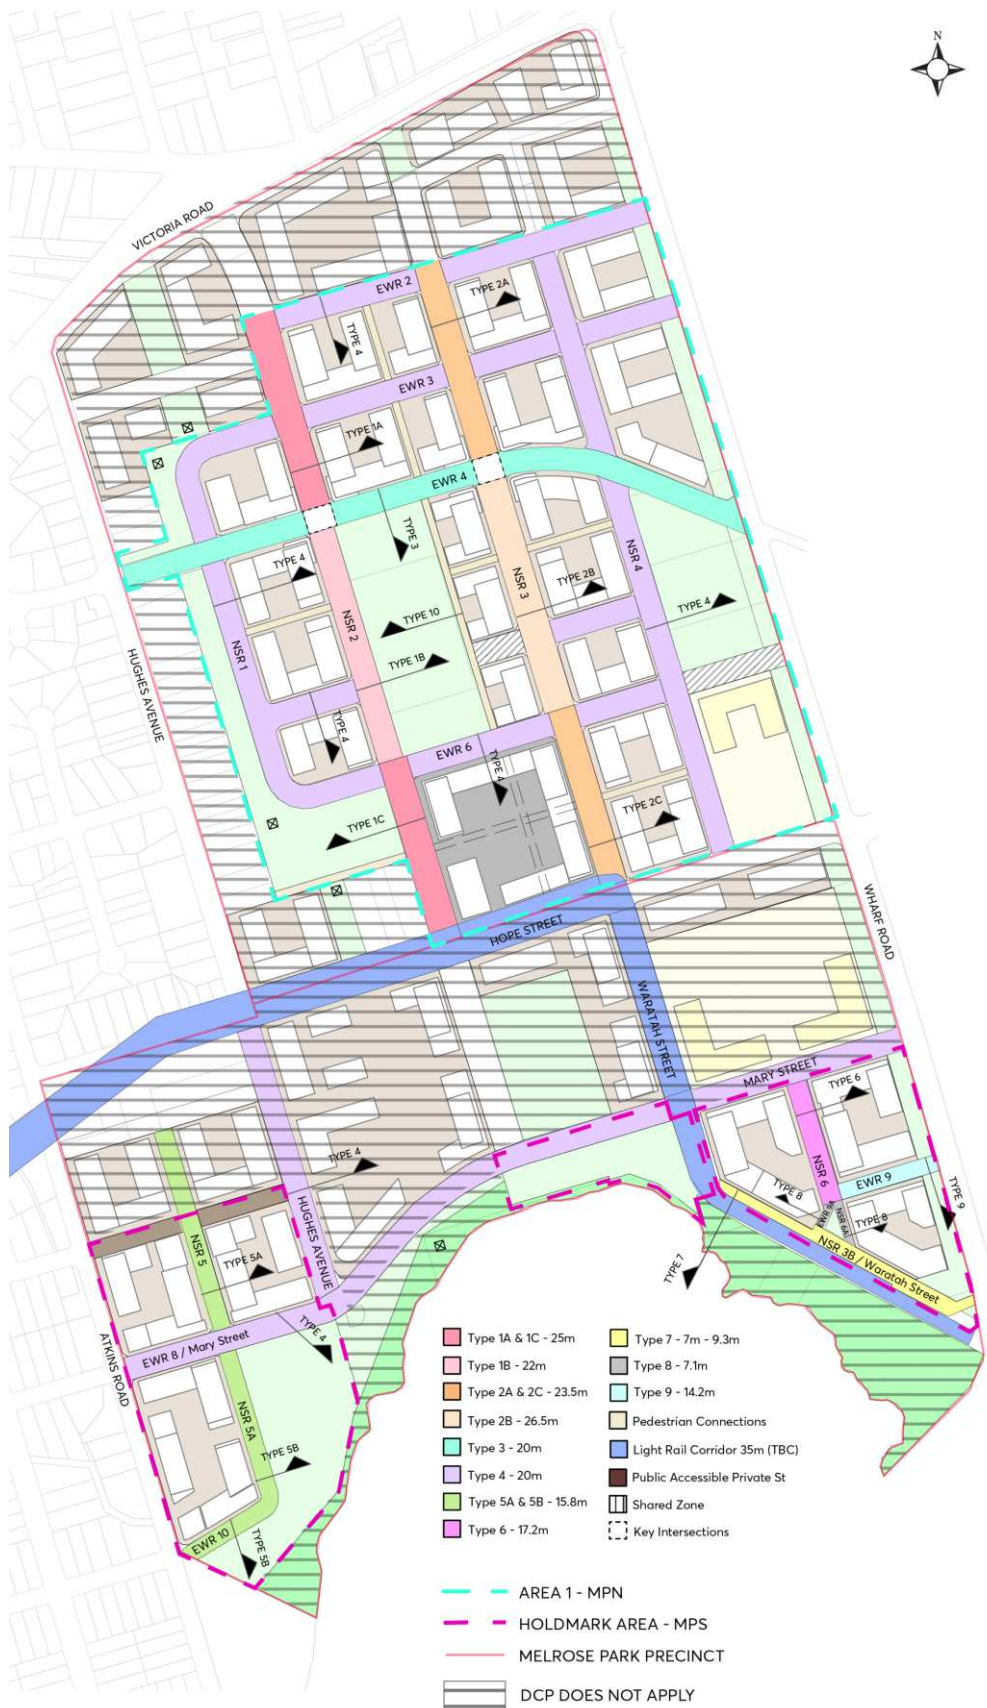 N
VICTORIA ROAD
EWR 2
TYPE 2A
TYPE 4
EWR 3
TYPE 1A
EWR 4
TYPE 3
TYPE 4
NSR 3
TYPE 2B
NSR 4
TYPE 4
NSR 2
TYPE 10
NSR 1
TYPE 1B
HUGHES AVENUE
TYPE 4
EWR 6
TYPE 4
TYPE 1C
TYPE 2C
WHARF ROAD
HOPE STREET
WARATAH STREET
MARY STREET
TYPE 6
TYPE 4
NSR 6
EWR 9
TYPE 8
TYPE 9
HUGHES AVENUE
EWR 9A
NSR 6A
TYPE 8
NSR 5
TYPE 5A
NSR 3B / Waratah Street
TYPE 7
TYPE 4
ATKINS ROAD
EWR 8 / Mary Street
NSR 5A
TYPE 5B
EWR 10
TYPE 5B
Type 1A & 1C - 25m
Type 1B - 22m
Type 2A & 2C - 23.5m
Type 2B - 26.5m
Type 3 - 20m
Type 4 - 20m
Type 5A & 5B - 15.8m
Type 6 - 17.2m
Type 7 - 7m - 9.3m
Type 8 - 7.1m
Type 9 - 14.2m
Pedestrian Connections
Light Rail Corridor 35m (TBC)
Public Accessible Private St
Shared Zone
Key Intersections
AREA 1 - MPN
HOLDMARK AREA - MPS
MELROSE PARK PRECINCT
DCP DOES NOT APPLY